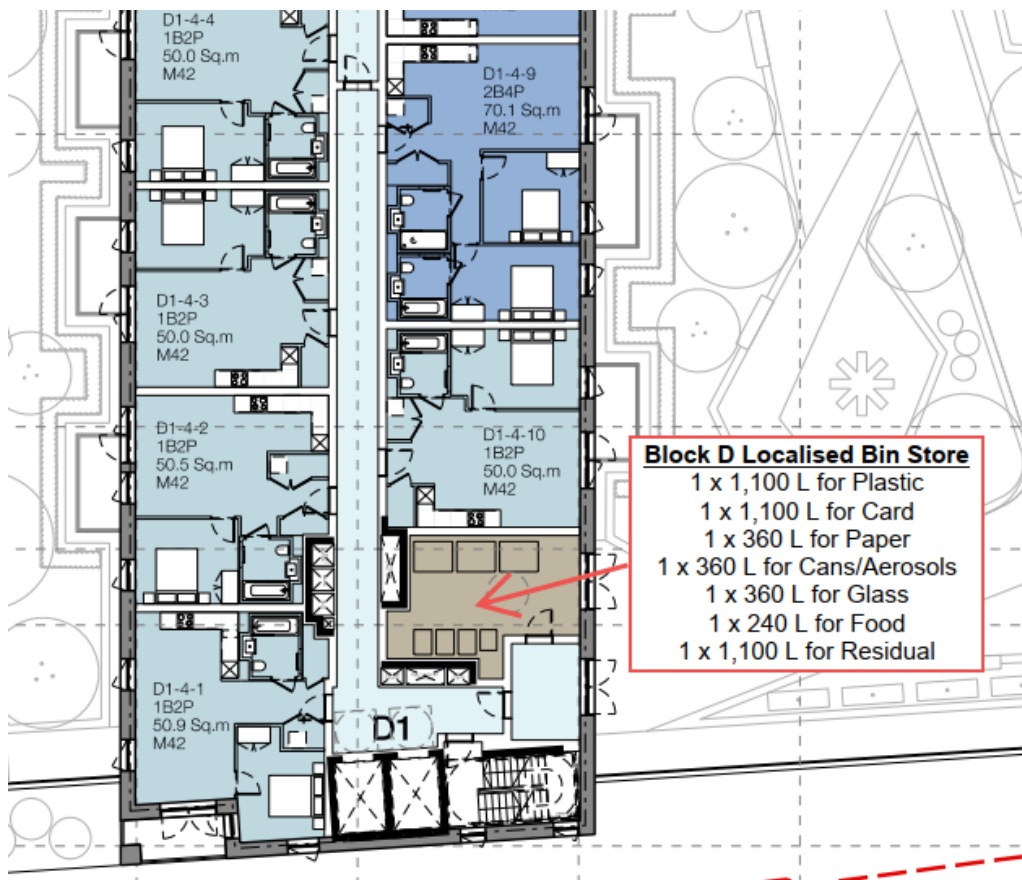 D1-4-4
1B2P
50.0 Sq.m
M42
D1-4-9
2B4P
70.1 Sq.m
M42
D1-4-3
1B2P
50.0 Sq.m
M42
D1-4-2
1B2P
50.5 Sq.m
M42
D1-4-10
1B2P
50.0 Sq.m
M42
Block D Localised Bin Store
1 x 1,100 L for Plastic
1 x 1,100 L for Card
1 x 360 L for Paper
1 x 360 L for Cans/Aerosols
1 x 360 L for Glass
1 x 240 L for Food
1 x 1,100 L for Residual
D1-4-1
1B2P
50.9 Sq.m
M42
D1